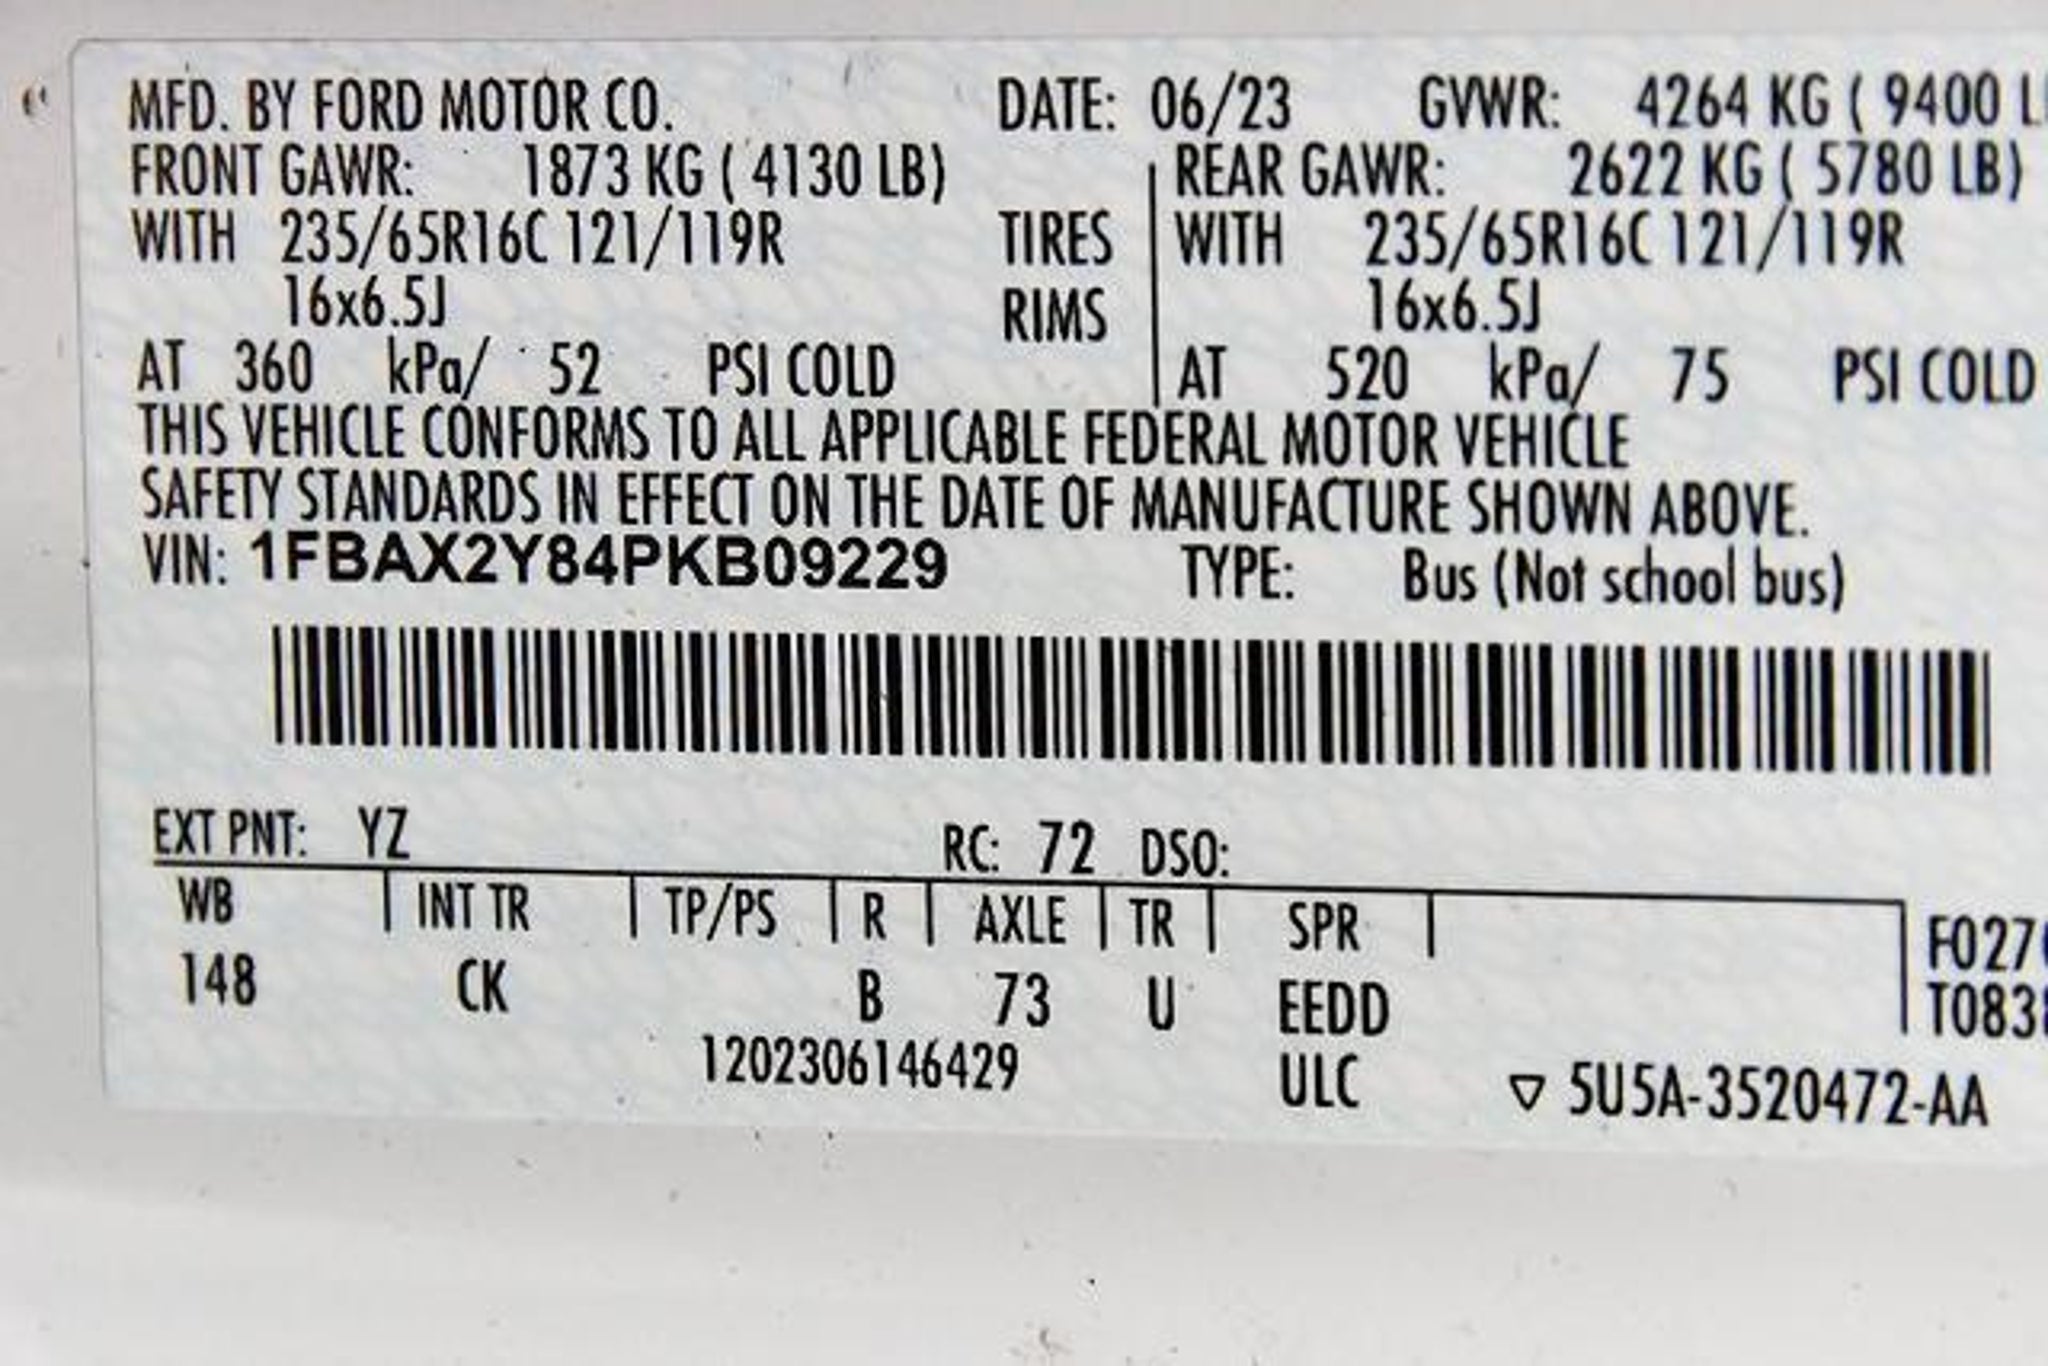 MFD. BY FORD MOTOR CO. DATE: 06/23 GVWR: 4264 KG ( 9400
FRONT GAWR: 1873 KG ( 4130 LB) REAR GAWR: 2622 KG ( 5780 LB)
WITH 235/65R16C 121/119R TIRES WITH 235/65R16C 121/119R
16x6.5J RIMS 16x6.5J
AT 360 kPa/ 52 PSI COLD AT 520 kPa/ 75 PSI COLD
THIS VEHICLE CONFORMS TO ALL APPLICABLE FEDERAL MOTOR VEHICLE
SAFETY STANDARDS IN EFFECT ON THE DATE OF MANUFACTURE SHOWN ABOVE.
VIN: 1FBAX2Y84PKB09229 TYPE: Bus (Not school bus)
EXT PNT: YZ RC: 72 DSO:
WB INT TR TP/PS R AXLE TR SPR
148 CK B 73 U EEDD
1202306146429 ULC ▽ 5U5A-3520472-AA